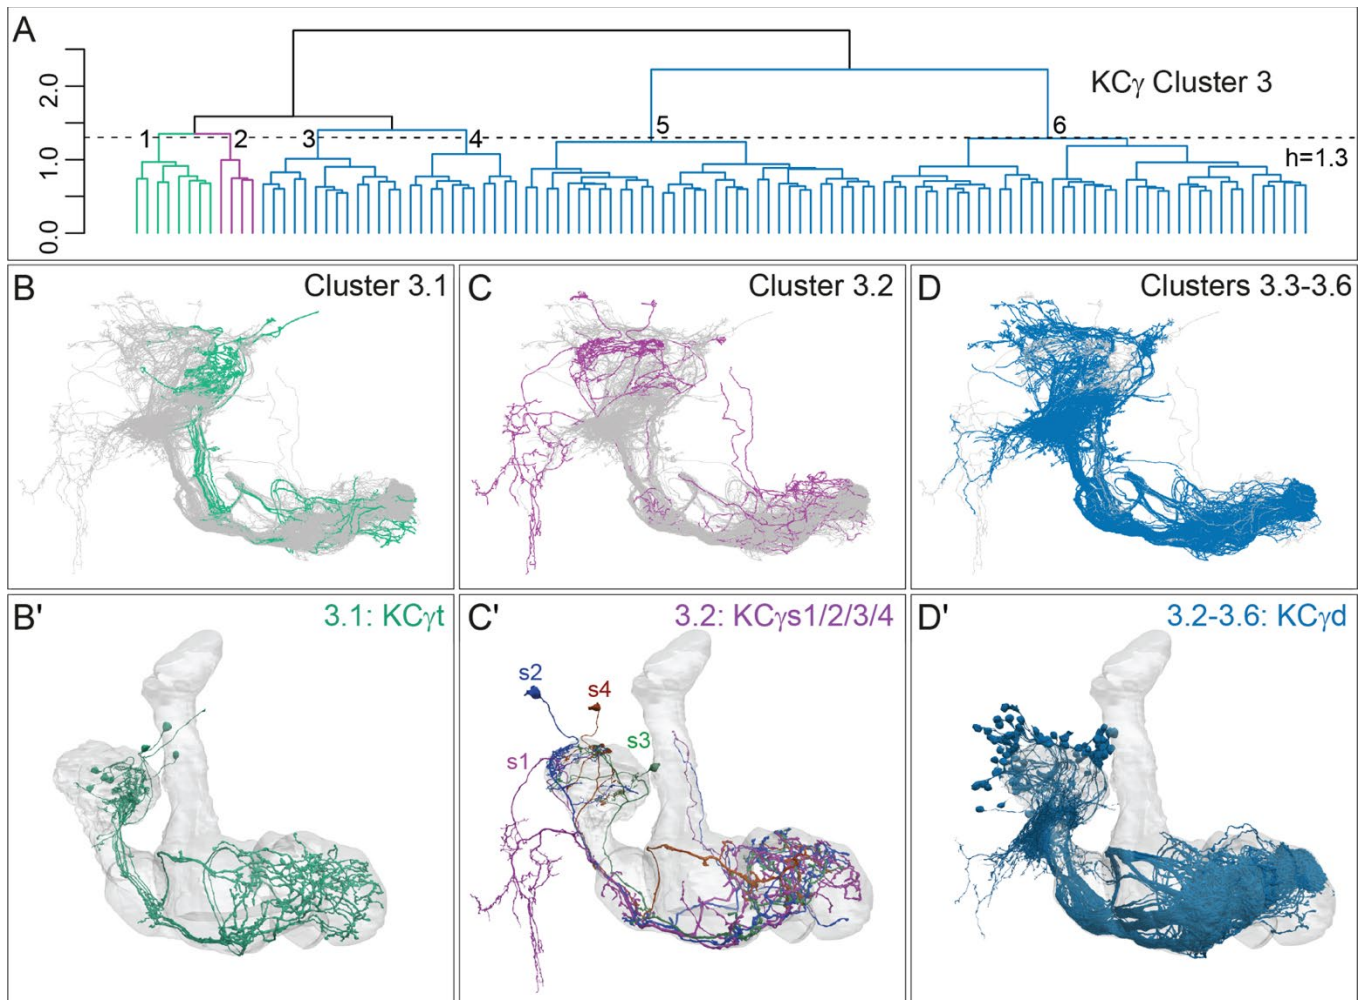 A
KCγ Cluster 3
2.0
1.0
0.0
1
2
3
4
5
6
h=1.3
B
Cluster 3.1
C
Cluster 3.2
D
Clusters 3.3-3.6
B'
3.1: KCγt
C'
3.2: KCγs1/2/3/4
s2
s4
s3
s1
D'
3.2-3.6: KCγd